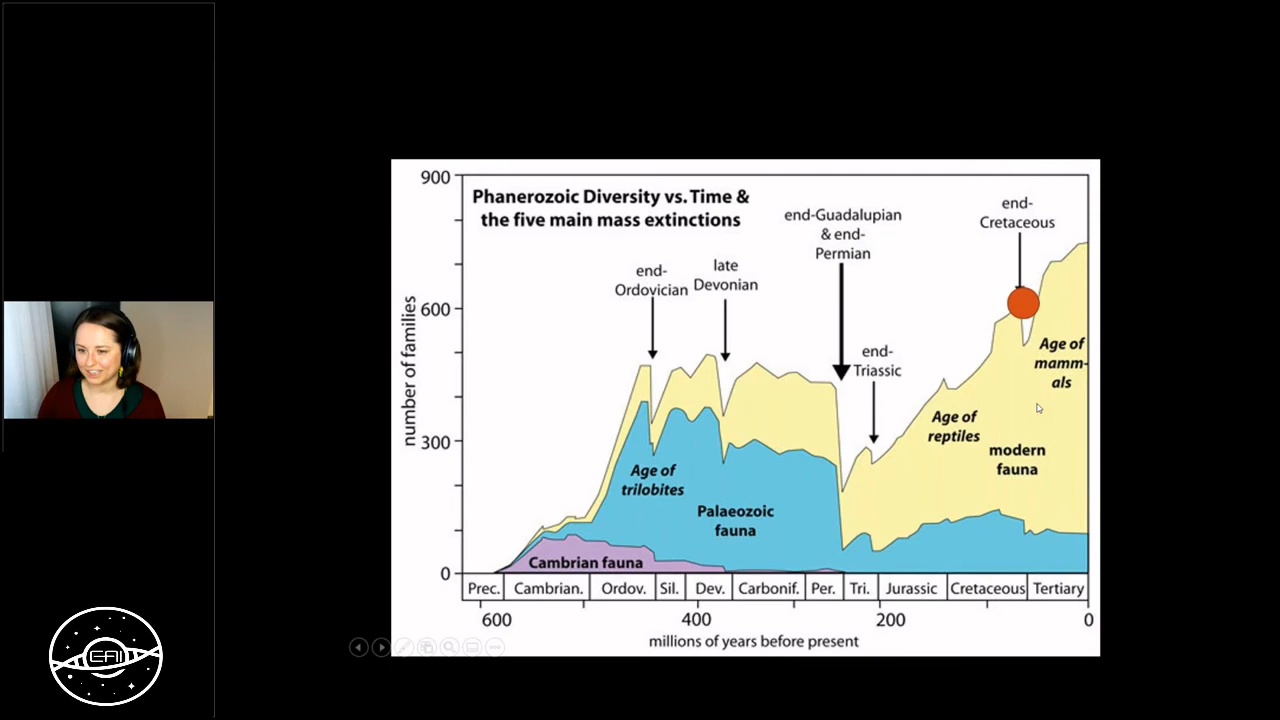 900
Phanerozoic Diversity vs. Time &
the five main mass extinctions
end-
Cretaceous
end-Guadalupian
& end-
Permian
late
Devonian
end-
Ordovician
600
end-
Triassic
Age of
mamm-
als
number of families
Age of
reptiles
300
modern
fauna
Age of
trilobites
Palaeozoic
fauna
Cambrian fauna
0
Prec. Cambrian. Ordov. Sil. Dev. Carbonif. Per. Tri. Jurassic Cretaceous Tertiary
600 400 200 0
millions of years before present
EAI